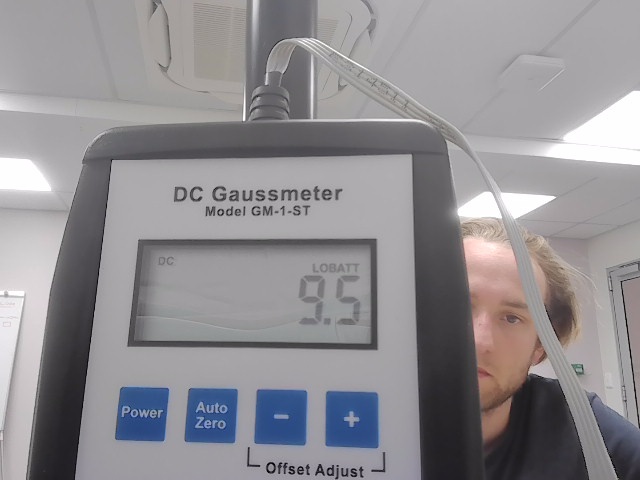 DC Gaussmeter
Model GM-1-ST
DC
LOBATT
9.5
Power
Auto
Zero
-
+
Offset Adjust